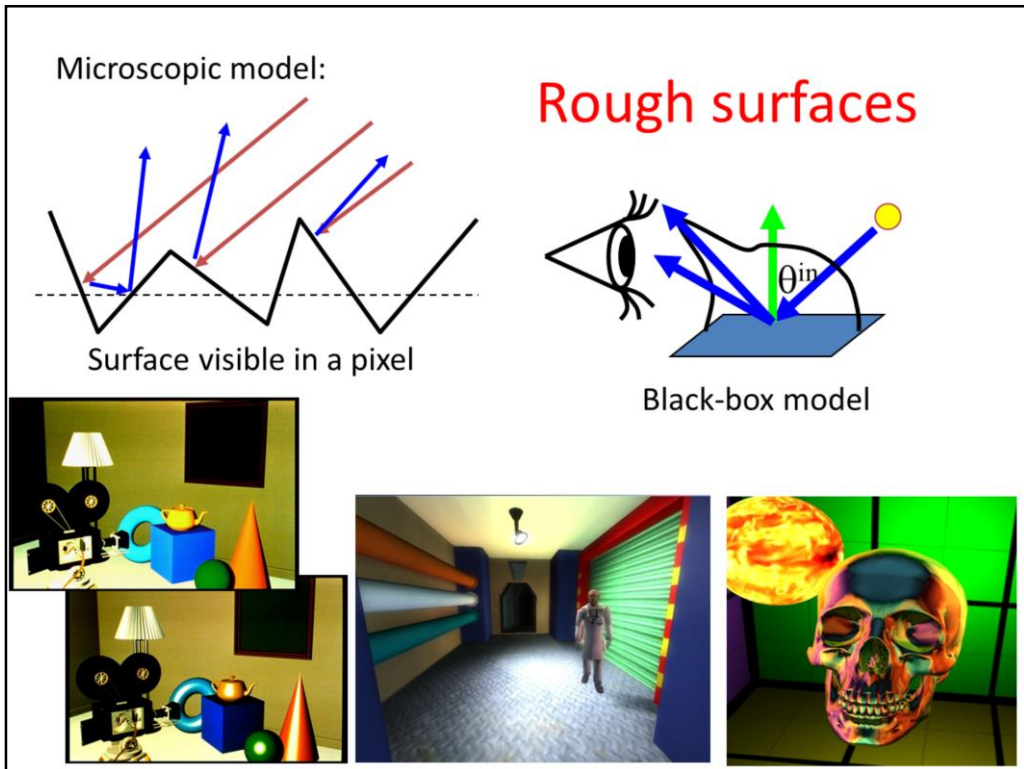 Microscopic model:
Rough surfaces
θin
Surface visible in a pixel
Black-box model